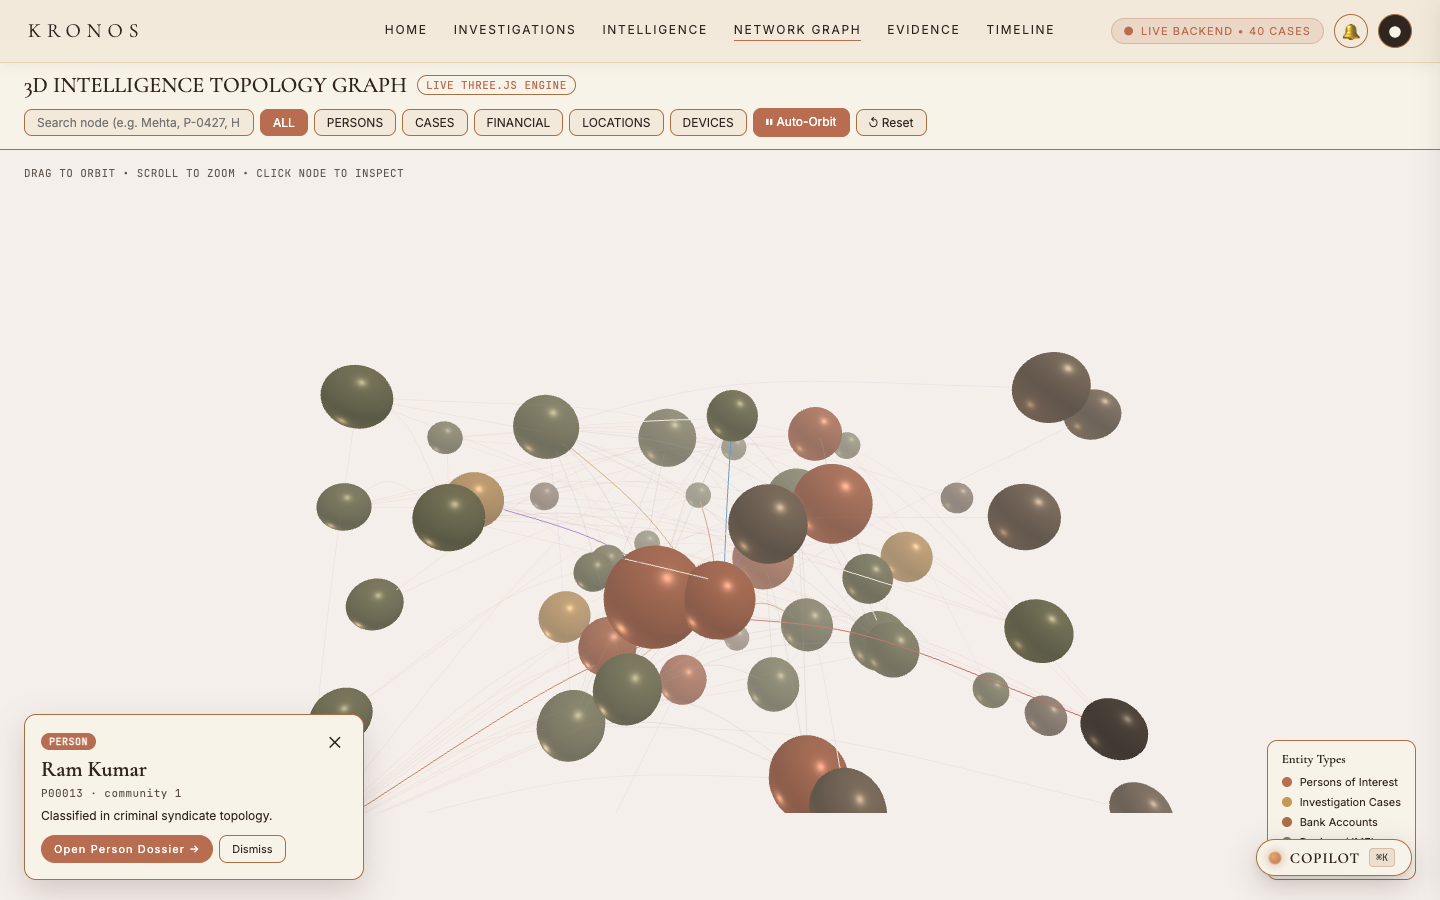 KRONOS
HOME INVESTIGATIONS INTELLIGENCE NETWORK GRAPH EVIDENCE TIMELINE
LIVE BACKEND • 40 CASES
3D INTELLIGENCE TOPOLOGY GRAPH
LIVE THREE.JS ENGINE
Search node (e.g. Mehta, P-0427, H
ALL PERSONS CASES FINANCIAL LOCATIONS DEVICES Auto-Orbit Reset
DRAG TO ORBIT • SCROLL TO ZOOM • CLICK NODE TO INSPECT
PERSON
Ram Kumar
P00013 · community 1
Classified in criminal syndicate topology.
Open Person Dossier →
Dismiss
Entity Types
Persons of Interest
Investigation Cases
Bank Accounts
COPILOT ⌘K